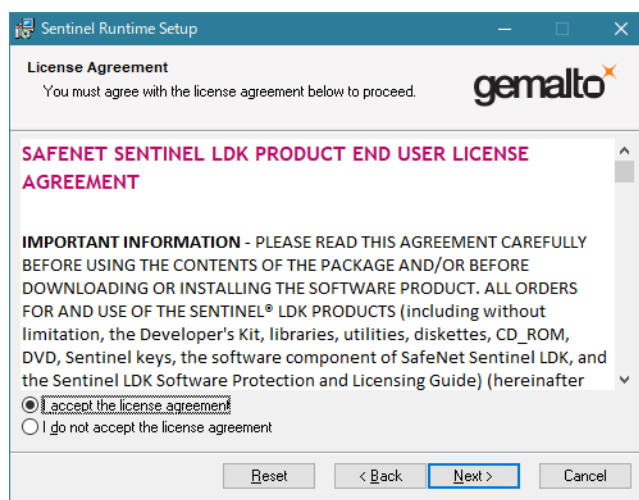 Sentinel Runtime Setup
License Agreement
You must agree with the license agreement below to proceed.
gemalto
SAFENET SENTINEL LDK PRODUCT END USER LICENSE
AGREEMENT
IMPORTANT INFORMATION - PLEASE READ THIS AGREEMENT CAREFULLY
BEFORE USING THE CONTENTS OF THE PACKAGE AND/OR BEFORE
DOWNLOADING OR INSTALLING THE SOFTWARE PRODUCT. ALL ORDERS
FOR AND USE OF THE SENTINEL® LDK PRODUCTS (including without
limitation, the Developer's Kit, libraries, utilities, diskettes, CD_ROM,
DVD, Sentinel keys, the software component of SafeNet Sentinel LDK, and
the Sentinel LDK Software Protection and Licensing Guide) (hereinafter
I accept the license agreement
I do not accept the license agreement
Reset < Back Next > Cancel